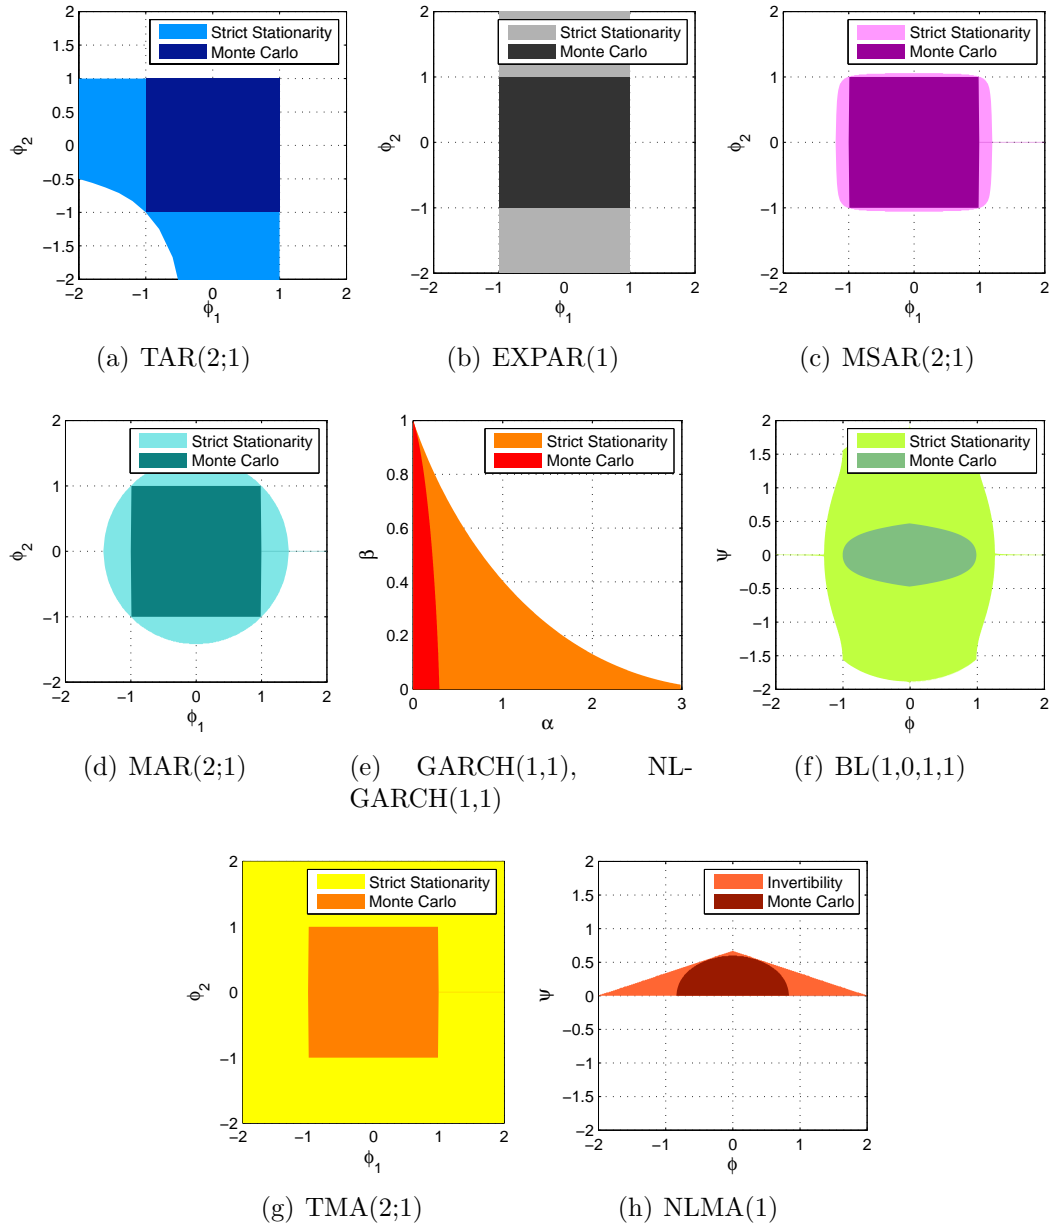 2
1.5
1
0.5
0
−0.5
−1
−1.5
−2
−2 −1 0 1 2
ϕ2
ϕ1
Strict Stationarity
Monte Carlo
(a) TAR(2;1)
2
1
0
−1
−2
−2 −1 0 1 2
ϕ2
ϕ1
Strict Stationarity
Monte Carlo
(b) EXPAR(1)
2
1
0
−1
−2
−2 −1 0 1 2
ϕ2
ϕ1
Strict Stationarity
Monte Carlo
(c) MSAR(2;1)
2
1
0
−1
−2
−2 −1 0 1 2
ϕ2
ϕ1
Strict Stationarity
Monte Carlo
(d) MAR(2;1)
1
0.8
0.6
0.4
0.2
0
0 1 2 3
β
α
Strict Stationarity
Monte Carlo
(e) GARCH(1,1), NL-
GARCH(1,1)
2
1.5
1
0.5
0
−0.5
−1
−1.5
−2
−2 −1 0 1 2
ψ
ϕ
Strict Stationarity
Monte Carlo
(f) BL(1,0,1,1)
2
1
0
−1
−2
−2 −1 0 1 2
ϕ2
ϕ1
Strict Stationarity
Monte Carlo
(g) TMA(2;1)
2
1.5
1
0.5
0
−0.5
−1
−1.5
−2
−2 −1 0 1 2
ψ
ϕ
Invertibility
Monte Carlo
(h) NLMA(1)